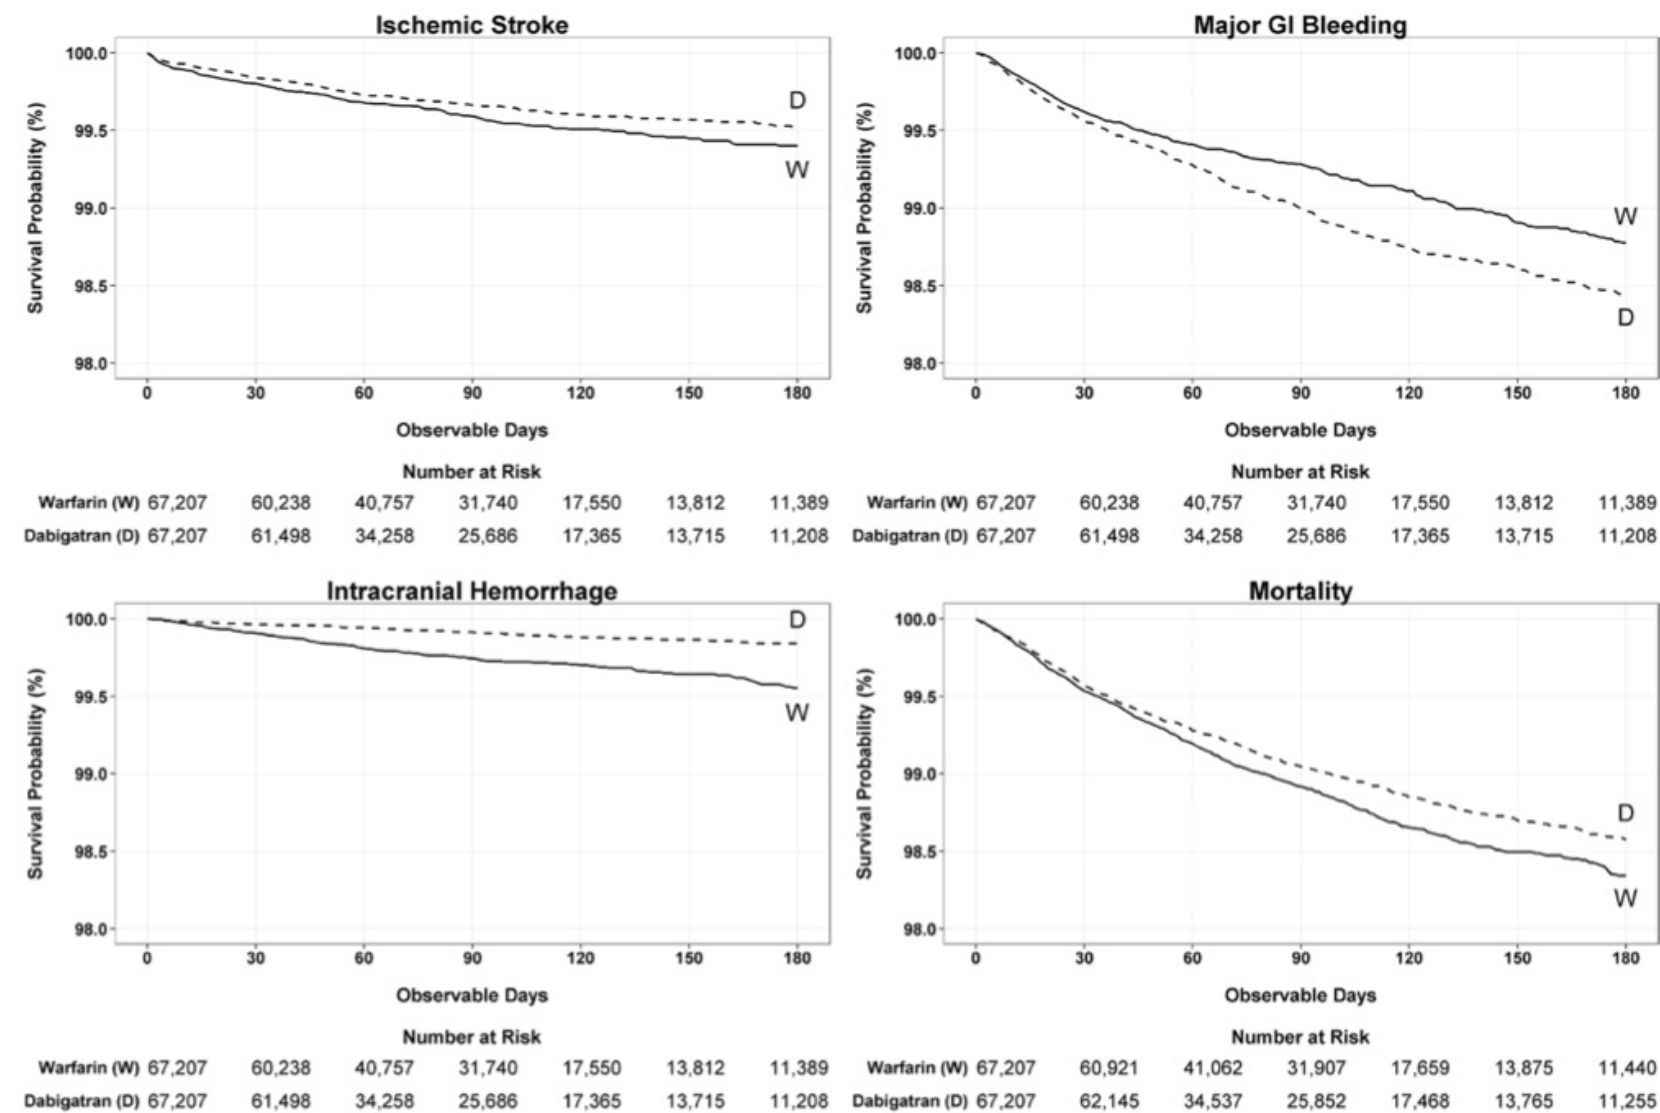 Ischemic Stroke
Survival Probability (%)
100.0
99.5
99.0
98.5
98.0
D
W
0 30 60 90 120 150 180
Observable Days
Number at Risk
Warfarin (W) 67,207 60,238 40,757 31,740 17,550 13,812 11,389
Dabigatran (D) 67,207 61,498 34,258 25,686 17,365 13,715 11,208
Major GI Bleeding
Survival Probability (%)
100.0
99.5
99.0
98.5
98.0
W
D
0 30 60 90 120 150 180
Observable Days
Number at Risk
Warfarin (W) 67,207 60,238 40,757 31,740 17,550 13,812 11,389
Dabigatran (D) 67,207 61,498 34,258 25,686 17,365 13,715 11,208
Intracranial Hemorrhage
Survival Probability (%)
100.0
99.5
99.0
98.5
98.0
D
W
0 30 60 90 120 150 180
Observable Days
Number at Risk
Warfarin (W) 67,207 60,238 40,757 31,740 17,550 13,812 11,389
Dabigatran (D) 67,207 61,498 34,258 25,686 17,365 13,715 11,208
Mortality
Survival Probability (%)
100.0
99.5
99.0
98.5
98.0
D
W
0 30 60 90 120 150 180
Observable Days
Number at Risk
Warfarin (W) 67,207 60,921 41,062 31,907 17,659 13,875 11,440
Dabigatran (D) 67,207 62,145 34,537 25,852 17,468 13,765 11,255